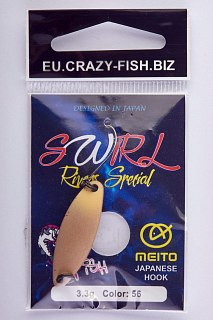 EU.CRAZY-FISH.BIZ
DESIGNED IN JAPAN
SWIRL
River Special
MEITO
JAPANESE
HOOK
3.3g Color: 56